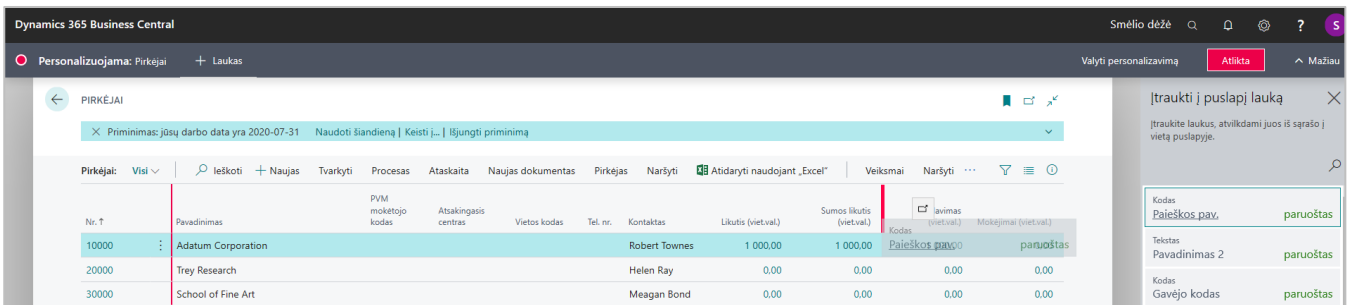 Dynamics 365 Business Central
Smėlio dėžė
?
S
Personalizuojama: Pirkėjai
+ Laukas
Valyti personalizavimą
Atlikta
Mažiau
PIRKĖJAI
Priminimas: jūsų darbo data yra 2020-07-31 Naudoti šiandieną | Keisti į... | Išjungti priminimą
Pirkėjai: Visi Ieškoti + Naujas Tvarkyti Procesas Ataskaita Naujas dokumentas Pirkėjas Naršyti Atidaryti naudojant „Excel" Veiksmai Naršyti ...
Nr. ↑
Pavadinimas
PVM
mokėtojo
kodas
Atsakingasis
centras
Vietos kodas
Tel. nr.
Kontaktas
Likutis (viet.val.)
Sumos likutis
(viet.val.)
(viet.val.)
Mokėjimai (viet.val.)
10000 Adatum Corporation Robert Townes 1 000,00 1 000,00
Kodas
Paieškos pav. paruoštas
20000 Trey Research Helen Ray 0,00 0,00 0,00 0,00
30000 School of Fine Art Meagan Bond 0,00 0,00 0,00 0,00
Įtraukti į puslapį lauką
Įtraukite laukus, atvilkdami juos iš sąrašo į
vietą puslapyje.
Kodas
Paieškos pav. paruoštas
Tekstas
Pavadinimas 2 paruoštas
Kodas
Gavėjo kodas paruoštas